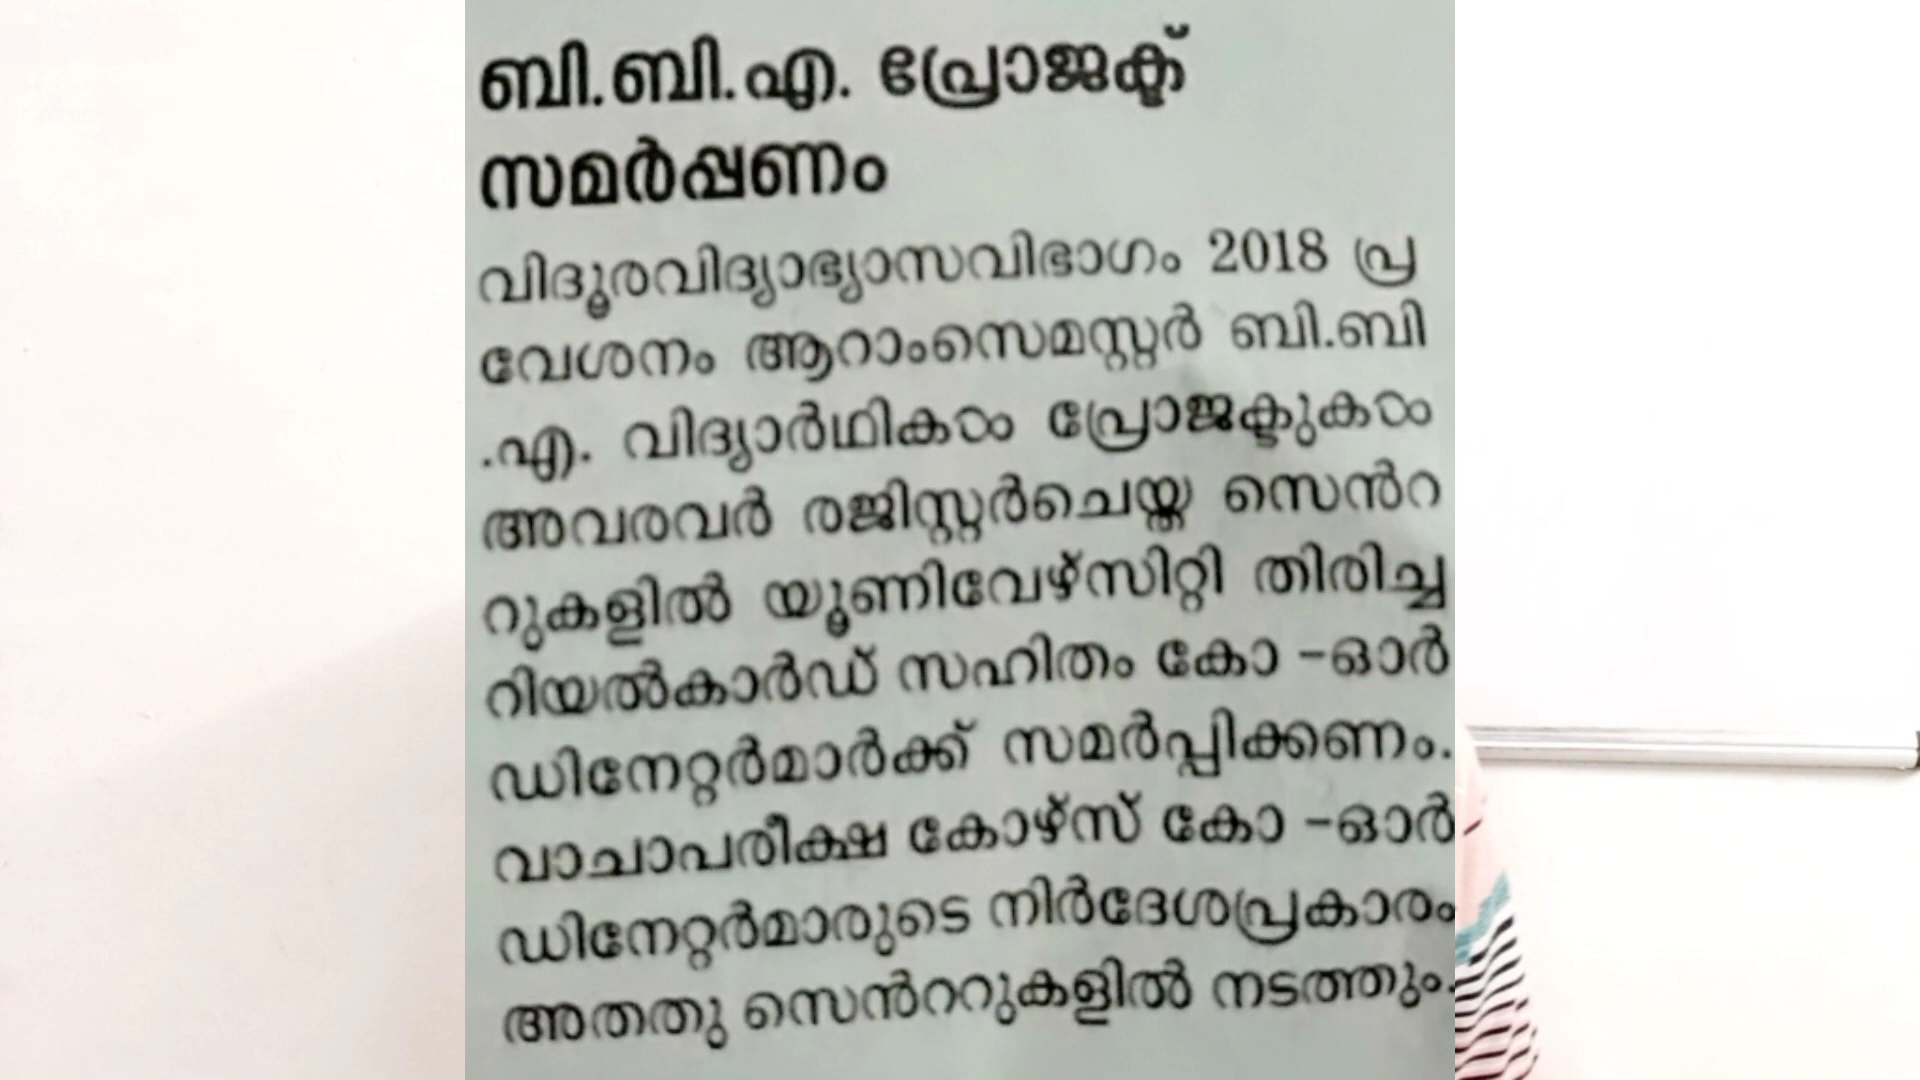 ബി.ബി.എ. പ്രോജക്ട്
സമർപ്പണം
വിദൂരവിദ്യാഭ്യാസവിഭാഗം 2018 പ്ര
വേശനം ആറാംസെമസ്റ്റർ ബി.ബി
.എ. വിദ്യാർഥികൾ പ്രോജക്ടുകൾ
അവരവർ രജിസ്റ്റർചെയ്ത സെൻറ
റുകളിൽ യൂണിവേഴ്സിറ്റി തിരിച്ച
റിയൽകാർഡ് സഹിതം കോ -ഓർ
ഡിനേറ്റർമാർക്ക് സമർപ്പിക്കണം.
വാചാപരീക്ഷ കോഴ്സ് കോ -ഓർ
ഡിനേറ്റർമാരുടെ നിർദേശപ്രകാരം
അതതു സെൻററുകളിൽ നടത്തും.